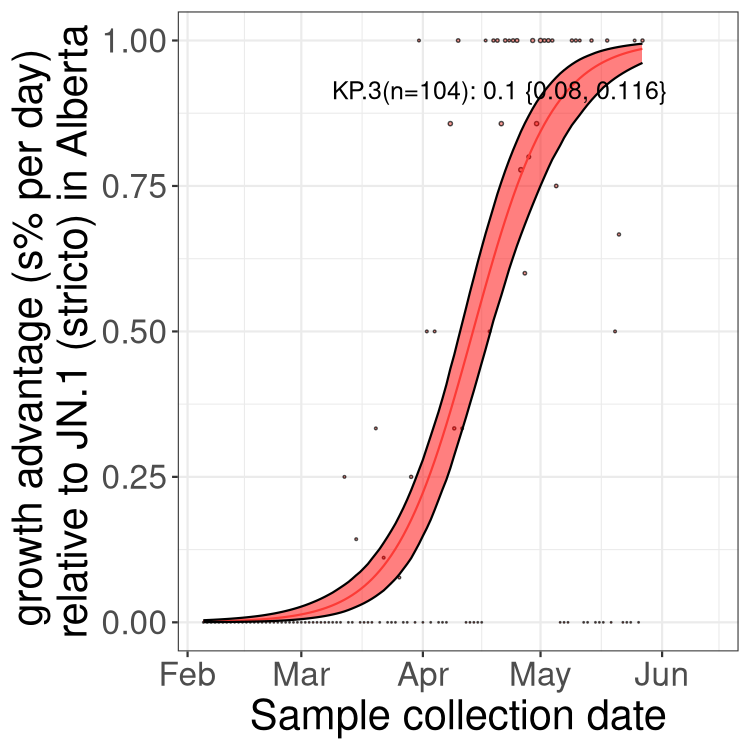 growth advantage (s% per day)
relative to JN.1 (stricto) in Alberta
1.00
0.75
0.50
0.25
0.00
KP.3(n=104): 0.1 {0.08, 0.116}
Feb Mar Apr May Jun
Sample collection date